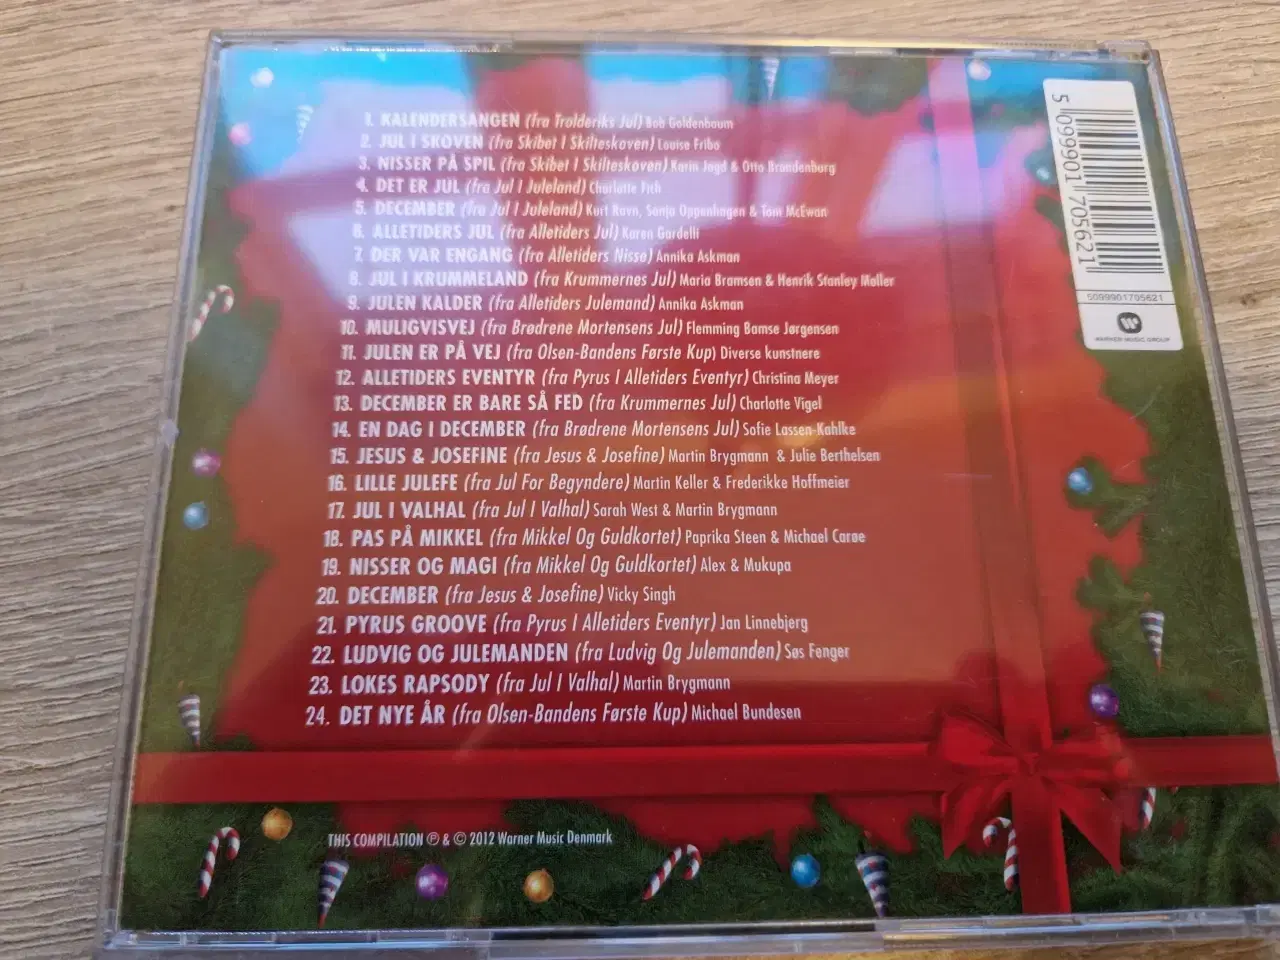 1. KALENDERSANGEN (fra Trolderiks Jul) Bob Goldenbaum
2. JUL I SKOVEN (fra Skibet I Skilteskoven) Louise Fribo
3. NISSER PÅ SPIL (fra Skibet I Skilteskoven) Karin Jagd & Otto Brandenburg
4. DET ER JUL (fra Jul I Juleland) Charlotte Fich
5. DECEMBER (fra Jul I Juleland) Kurt Ravn, Sonja Oppenhagen & Tom McEwan
6. ALLETIDERS JUL (fra Alletiders Jul) Karen Gardelli
7. DER VAR ENGANG (fra Alletiders Nisse) Annika Askman
8. JUL I KRUMMELAND (fra Krummernes Jul) Maria Bramsen & Henrik Stanley Møller
9. JULEN KALDER (fra Alletiders Julemand) Annika Askman
10. MULIGVISVEJ (fra Brødrene Mortensens Jul) Flemming Bamse Jørgensen
11. JULEN ER PÅ VEJ (fra Olsen-Bandens Første Kup) Diverse kunstnere
12. ALLETIDERS EVENTYR (fra Pyrus I Alletiders Eventyr) Christina Meyer
13. DECEMBER ER BARE SÅ FED (fra Krummernes Jul) Charlotte Vigel
14. EN DAG I DECEMBER (fra Brødrene Mortensens Jul) Sofie Lassen-Kahlke
15. JESUS & JOSEFINE (fra Jesus & Josefine) Martin Brygmann & Julie Berthelsen
16. LILLE JULEFE (fra Jul For Begyndere) Martin Keller & Frederikke Hoffmeier
17. JUL I VALHAL (fra Jul I Valhal) Sarah West & Martin Brygmann
18. PAS PÅ MIKKEL (fra Mikkel Og Guldkortet) Paprika Steen & Michael Carøe
19. NISSER OG MAGI (fra Mikkel Og Guldkortet) Alex & Mukupa
20. DECEMBER (fra Jesus & Josefine) Vicky Singh
21. PYRUS GROOVE (fra Pyrus I Alletiders Eventyr) Jan Linnebjerg
22. LUDVIG OG JULEMANDEN (fra Ludvig Og Julemanden) Søs Fenger
23. LOKES RAPSODY (fra Jul I Valhal) Martin Brygmann
24. DET NYE ÅR (fra Olsen-Bandens Første Kup) Michael Bundesen
THIS COMPILATION ℗ & © 2012 Warner Music Denmark
5 099901 705621
5099901705621
WARNER MUSIC GROUP